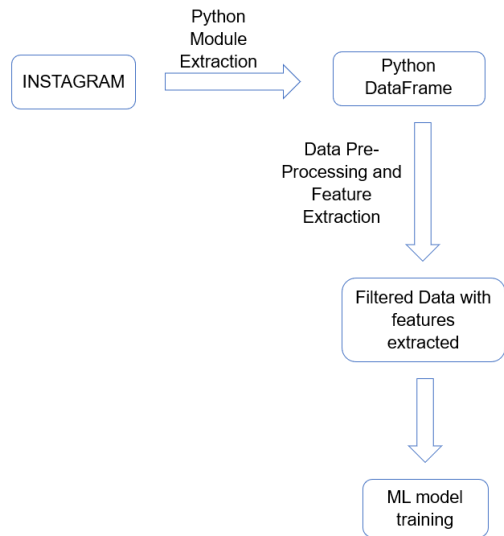 Python
Module
Extraction
INSTAGRAM
Python
DataFrame
Data Pre-
Processing and
Feature
Extraction
Filtered Data with
features
extracted
ML model
training